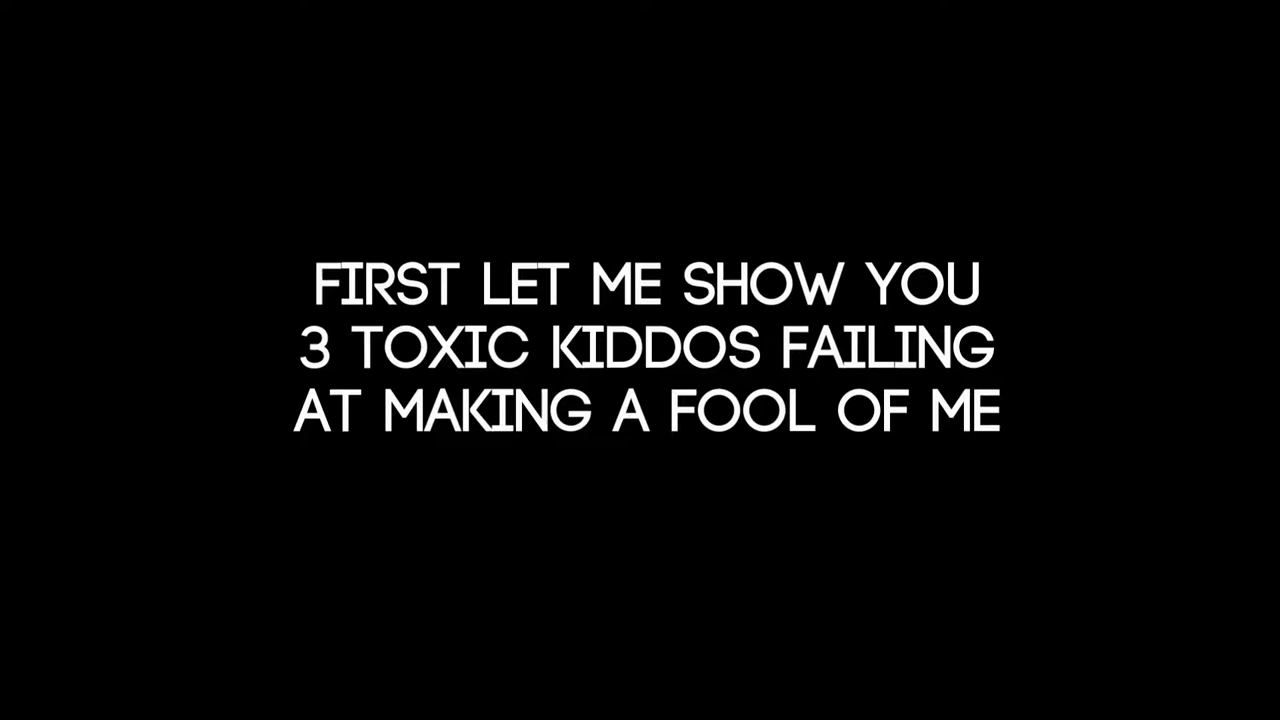 FIRST LET ME SHOW YOU
3 TOXIC KIDDOS FAILING
AT MAKING A FOOL OF ME